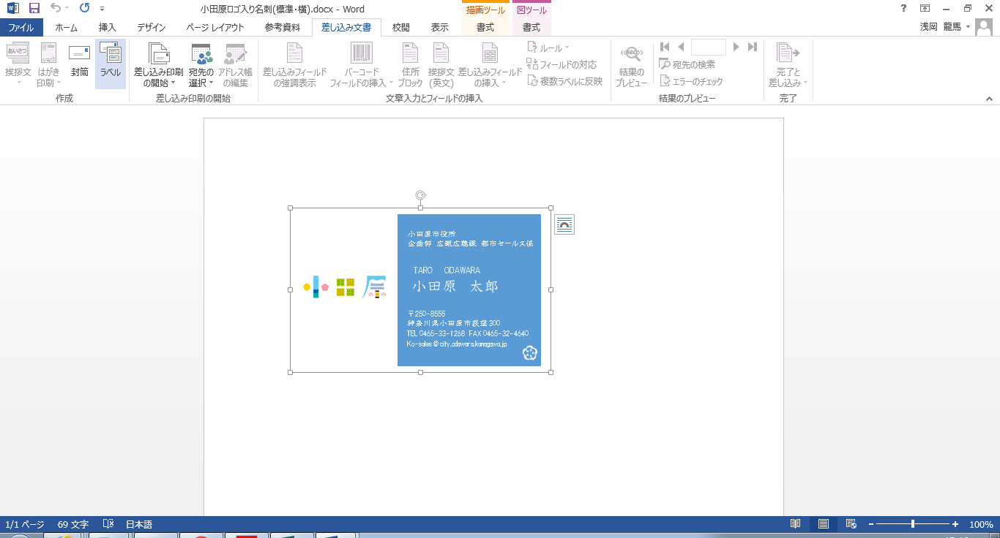 小田原ロゴ入り名刺(標準・横).docx - Word
描画ツール
図ツール
ファイル
ホーム
挿入
デザイン
ページ レイアウト
参考資料
差し込み文書
校閲
表示
書式
書式
浅岡 龍馬
あいさつ
挨拶文
はがき
印刷
封筒
ラベル
作成
差し込み印刷
の開始
宛先の
選択
アドレス帳
の編集
差し込み印刷の開始
差し込みフィールド
の強調表示
バーコード
フィールドの挿入
住所
ブロック
挨拶文
(英文)
差し込みフィールド
の挿入
ルール
フィールドの対応
複数ラベルに反映
文章入力とフィールドの挿入
ABC
結果の
プレビュー
宛先の検索
エラーのチェック
結果のプレビュー
完了と
差し込み
完了
小田原
小田原市役所
企画部 広報広聴課 都市セールス係
TARO ODAWARA
小田原 太郎
〒250-8555
神奈川県小田原市荻窪300
TEL 0465-33-1268 FAX 0465-32-4640
Ko-sales@city.odawara.kanagawa.jp
1/1 ページ
69 文字
日本語
100%